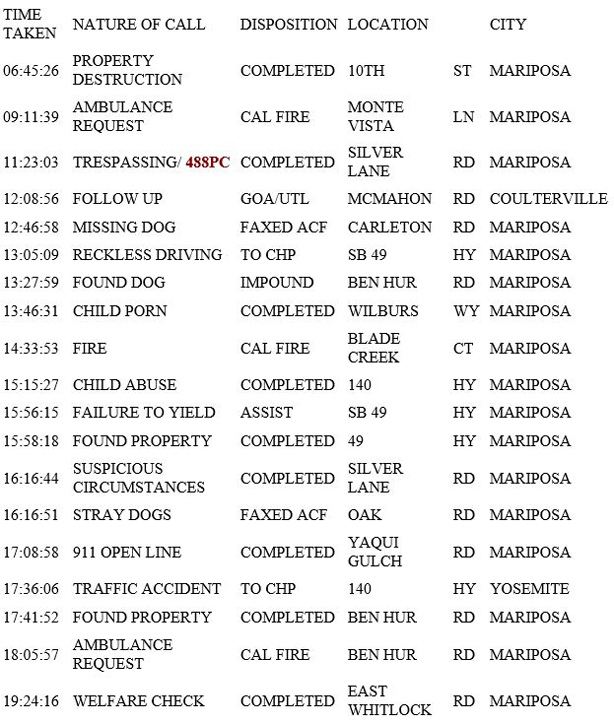 TIME TAKEN NATURE OF CALL DISPOSITION LOCATION CITY
06:45:26 PROPERTY DESTRUCTION COMPLETED 10TH ST MARIPOSA
09:11:39 AMBULANCE REQUEST CAL FIRE MONTE VISTA LN MARIPOSA
11:23:03 TRESPASSING/ 488PC COMPLETED SILVER LANE RD MARIPOSA
12:08:56 FOLLOW UP GOA/UTL MCMAHON RD COULTERVILLE
12:46:58 MISSING DOG FAXED ACF CARLETON RD MARIPOSA
13:05:09 RECKLESS DRIVING TO CHP SB 49 HY MARIPOSA
13:27:59 FOUND DOG IMPOUND BEN HUR RD MARIPOSA
13:46:31 CHILD PORN COMPLETED WILBURS WY MARIPOSA
14:33:53 FIRE CAL FIRE BLADE CREEK CT MARIPOSA
15:15:27 CHILD ABUSE COMPLETED 140 HY MARIPOSA
15:56:15 FAILURE TO YIELD ASSIST SB 49 HY MARIPOSA
15:58:18 FOUND PROPERTY COMPLETED 49 HY MARIPOSA
16:16:44 SUSPICIOUS CIRCUMSTANCES COMPLETED SILVER LANE RD MARIPOSA
16:16:51 STRAY DOGS FAXED ACF OAK RD MARIPOSA
17:08:58 911 OPEN LINE COMPLETED YAQUI GULCH RD MARIPOSA
17:36:06 TRAFFIC ACCIDENT TO CHP 140 HY YOSEMITE
17:41:52 FOUND PROPERTY COMPLETED BEN HUR RD MARIPOSA
18:05:57 AMBULANCE REQUEST CAL FIRE BEN HUR RD MARIPOSA
19:24:16 WELFARE CHECK COMPLETED EAST WHITLOCK RD MARIPOSA